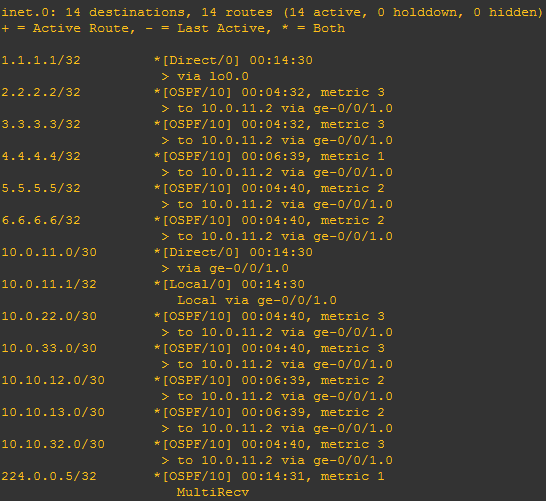 inet.0: 14 destinations, 14 routes (14 active, 0 holddown, 0 hidden)
+ = Active Route, - = Last Active, * = Both
1.1.1.1/32 *[Direct/0] 00:14:30
> via lo0.0
2.2.2.2/32 *[OSPF/10] 00:04:32, metric 3
> to 10.0.11.2 via ge-0/0/1.0
3.3.3.3/32 *[OSPF/10] 00:04:32, metric 3
> to 10.0.11.2 via ge-0/0/1.0
4.4.4.4/32 *[OSPF/10] 00:06:39, metric 1
> to 10.0.11.2 via ge-0/0/1.0
5.5.5.5/32 *[OSPF/10] 00:04:40, metric 2
> to 10.0.11.2 via ge-0/0/1.0
6.6.6.6/32 *[OSPF/10] 00:04:40, metric 2
> to 10.0.11.2 via ge-0/0/1.0
10.0.11.0/30 *[Direct/0] 00:14:30
> via ge-0/0/1.0
10.0.11.1/32 *[Local/0] 00:14:30
Local via ge-0/0/1.0
10.0.22.0/30 *[OSPF/10] 00:04:40, metric 3
> to 10.0.11.2 via ge-0/0/1.0
10.0.33.0/30 *[OSPF/10] 00:04:40, metric 3
> to 10.0.11.2 via ge-0/0/1.0
10.10.12.0/30 *[OSPF/10] 00:06:39, metric 2
> to 10.0.11.2 via ge-0/0/1.0
10.10.13.0/30 *[OSPF/10] 00:06:39, metric 2
> to 10.0.11.2 via ge-0/0/1.0
10.10.32.0/30 *[OSPF/10] 00:04:40, metric 3
> to 10.0.11.2 via ge-0/0/1.0
224.0.0.5/32 *[OSPF/10] 00:14:31, metric 1
MultiRecv